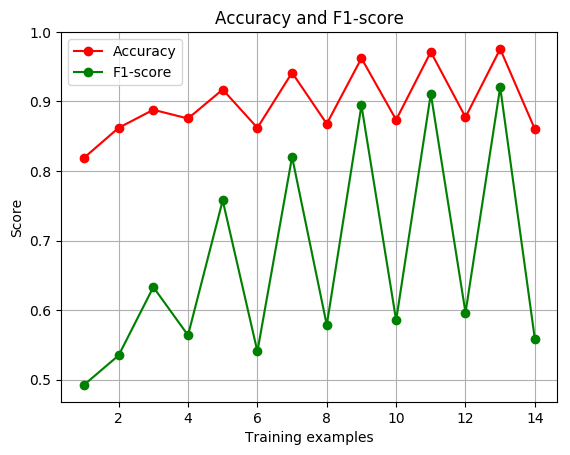 Accuracy and F1-score
Accuracy
F1-score
1.0
0.9
0.8
0.7
0.6
0.5
Score
2 4 6 8 10 12 14
Training examples